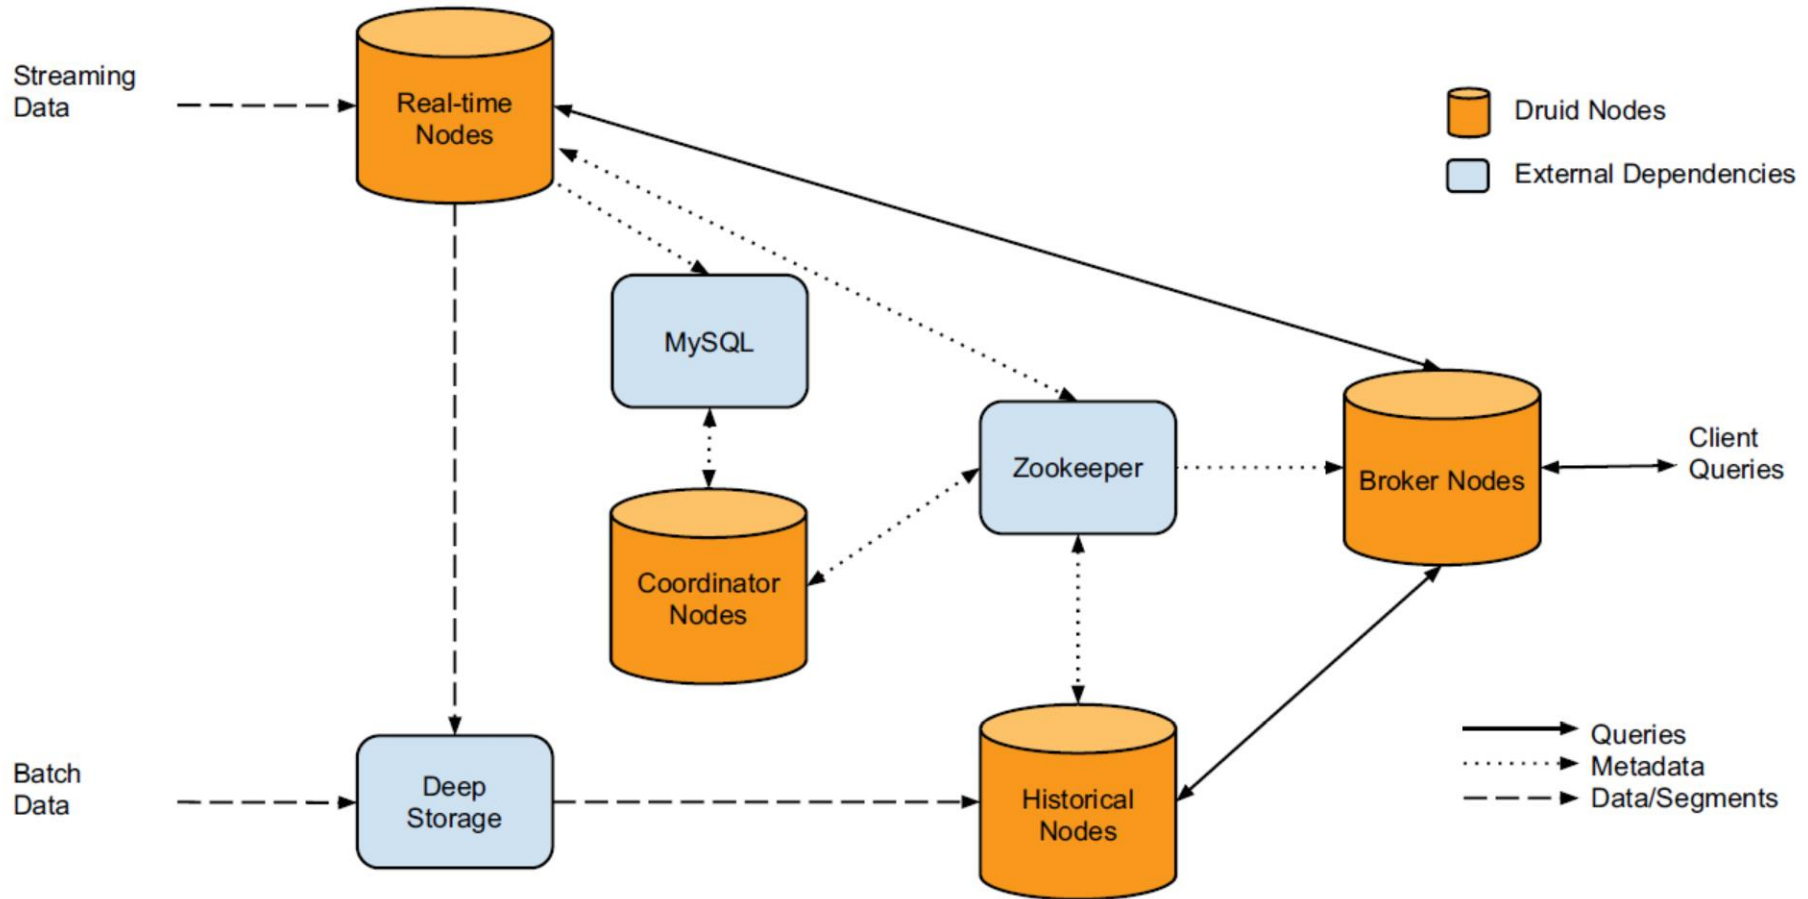 Streaming
Data
Real-time
Nodes
Druid Nodes
External Dependencies
MySQL
Zookeeper
Broker Nodes
Client
Queries
Coordinator
Nodes
Batch
Data
Deep
Storage
Historical
Nodes
Queries
Metadata
Data/Segments